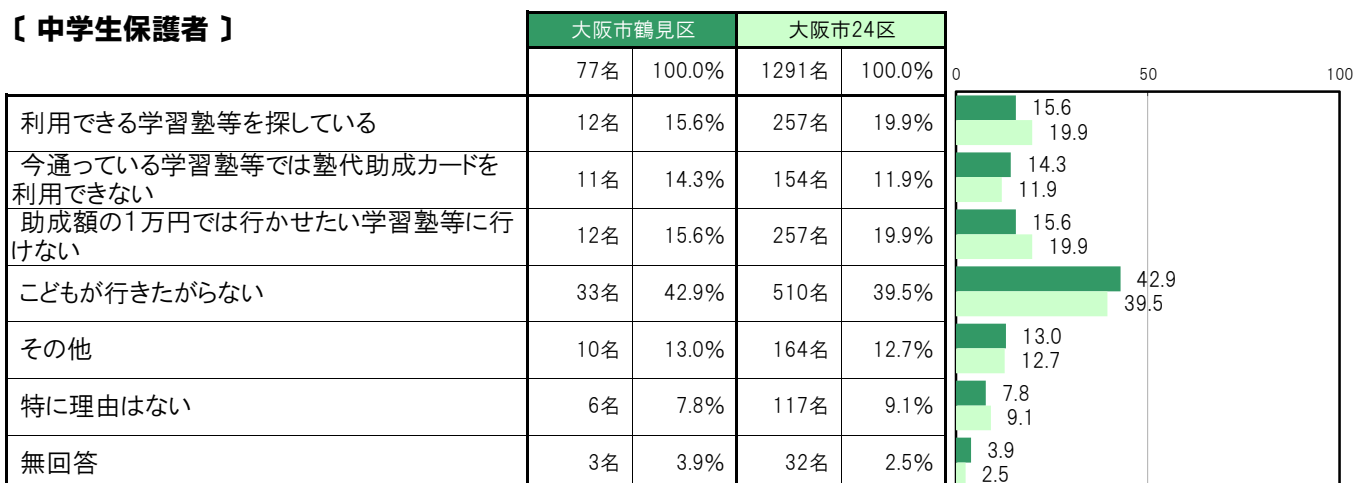 〔 中学生保護者 〕
大阪市鶴見区 大阪市24区
77名 100.0% 1291名 100.0%
0 50 100
利用できる学習塾等を探している 12名 15.6% 257名 19.9%
15.6
19.9
今通っている学習塾等では塾代助成カードを
利用できない
11名 14.3% 154名 11.9%
14.3
11.9
助成額の1万円では行かせたい学習塾等に行
けない
12名 15.6% 257名 19.9%
15.6
19.9
こどもが行きたがらない 33名 42.9% 510名 39.5%
42.9
39.5
その他 10名 13.0% 164名 12.7%
13.0
12.7
特に理由はない 6名 7.8% 117名 9.1%
7.8
9.1
無回答 3名 3.9% 32名 2.5%
3.9
2.5